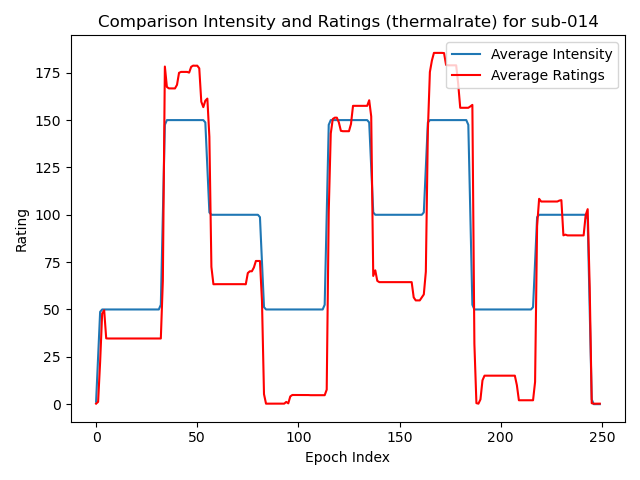 Comparison Intensity and Ratings (thermalrate) for sub-014
Average Intensity
Average Ratings
Rating
175
150
125
100
75
50
25
0
0 50 100 150 200 250
Epoch Index